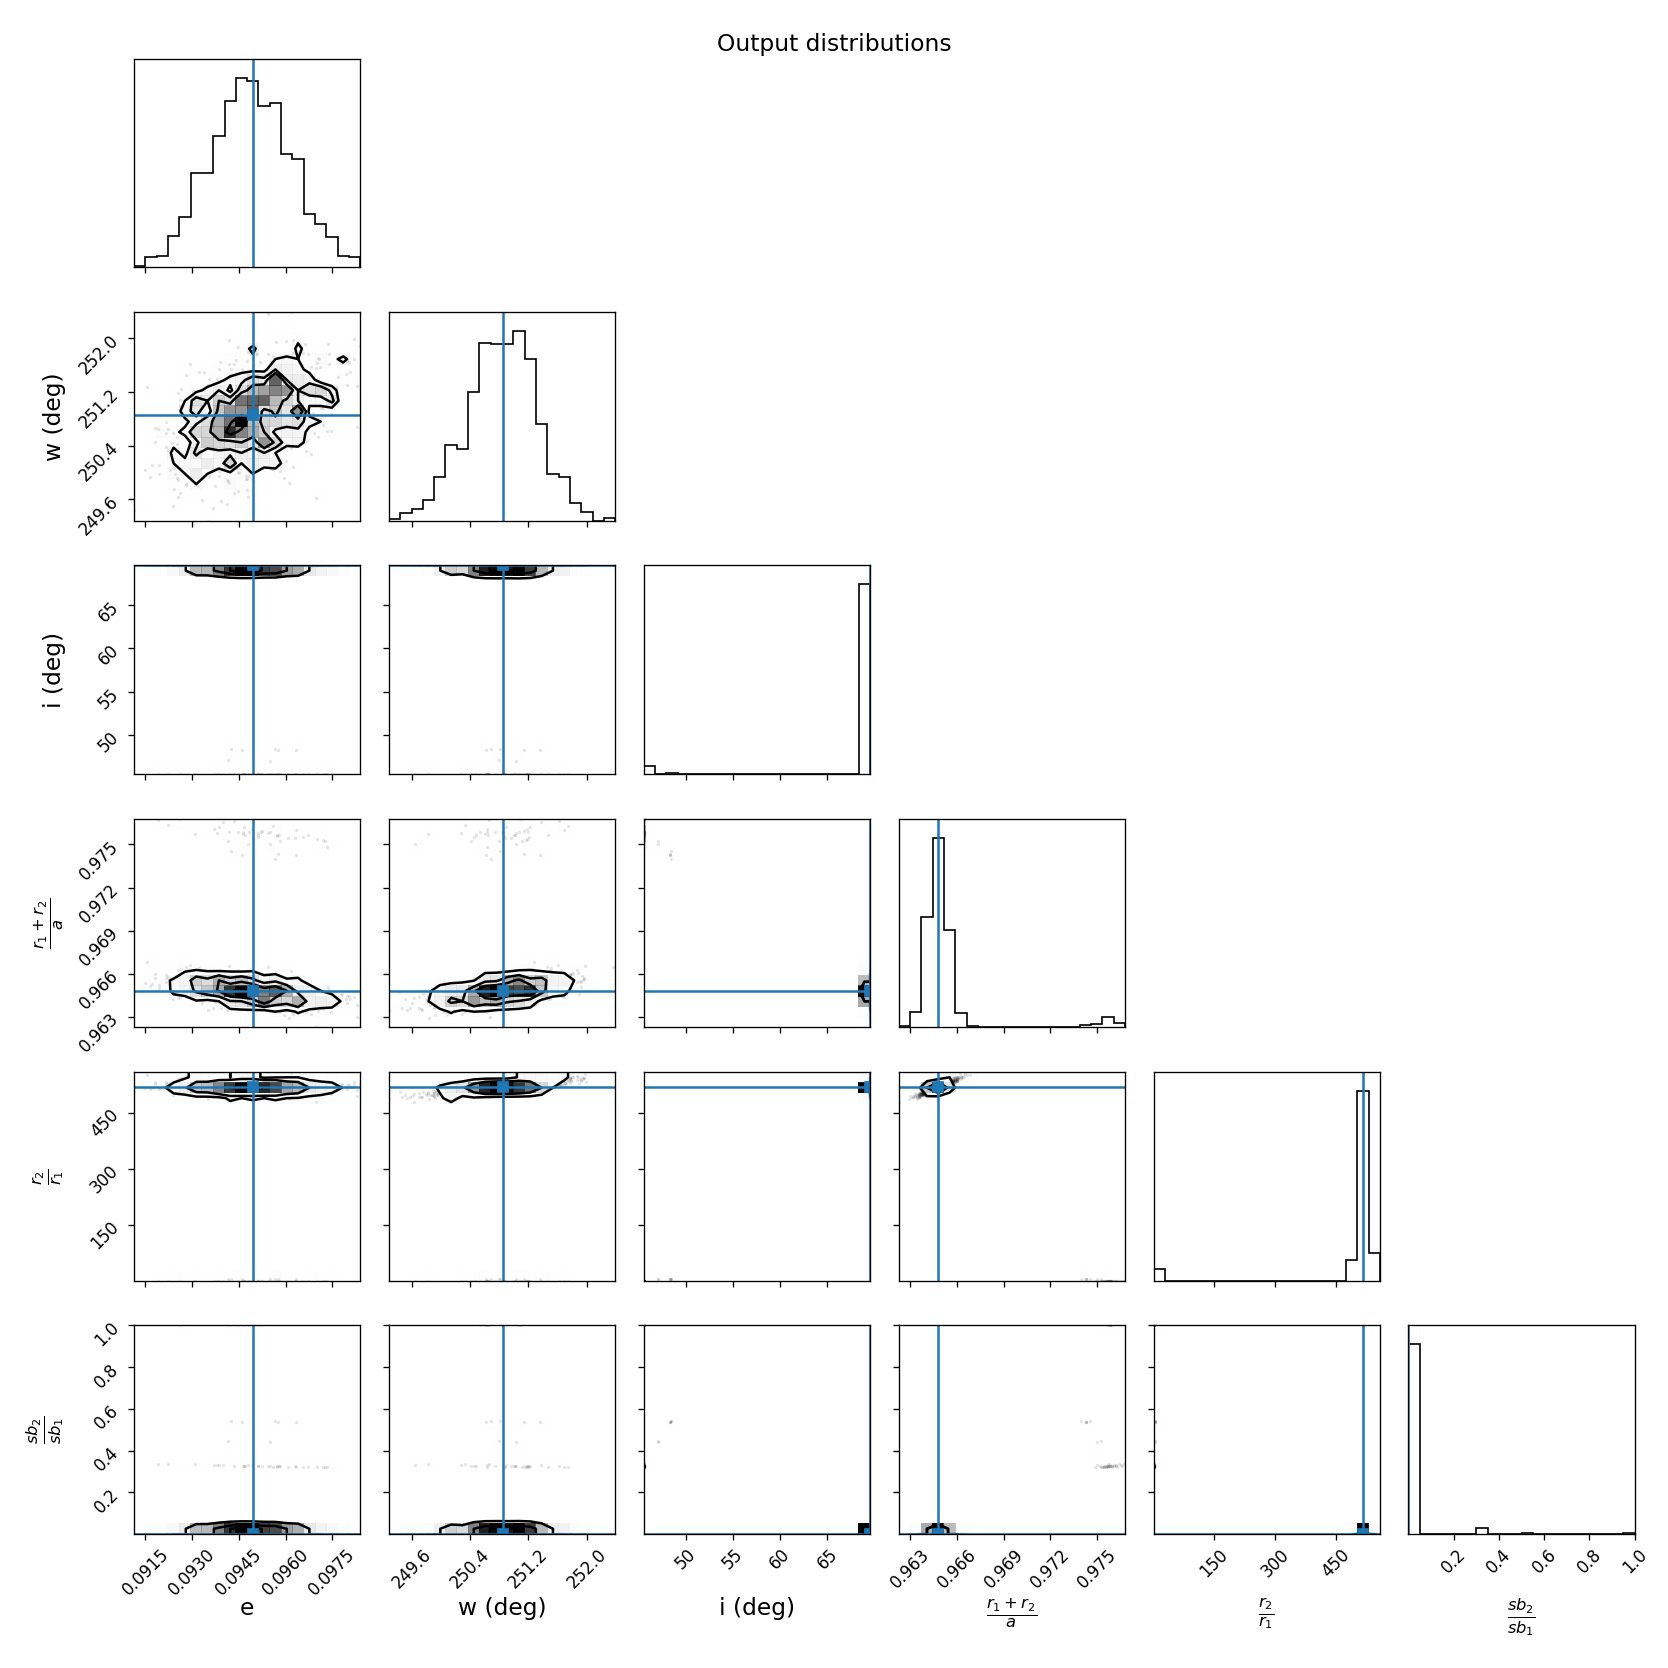 Output distributions
w (deg)
252.0
251.2
250.4
249.6
i (deg)
65
60
55
50
r₁ + r₂
a
0.975
0.972
0.969
0.966
0.963
r₂
r₁
450
300
150
sb₂
sb₁
1.0
0.8
0.6
0.4
0.2
0.0915 0.0930 0.0945 0.0960 0.0975 249.6 250.4 251.2 252.0 50 55 60 65 0.963 0.966 0.969 0.972 0.975 150 300 450 0.2 0.4 0.6 0.8 1.0
e w (deg) i (deg)
r₁ + r₂
a
r₂
r₁
sb₂
sb₁